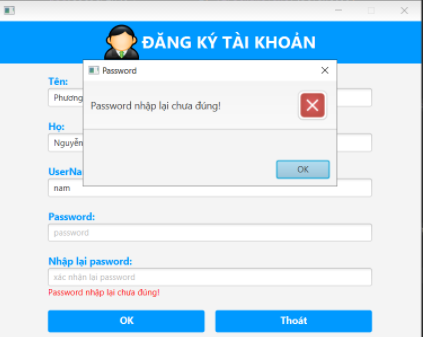 ĐĂNG KÝ TÀI KHOẢN
Password
Tên:
Phương
Password nhập lại chưa đúng!
Họ:
Nguyễn
OK
UserNa
nam
Password:
password
Nhập lại pasword:
xác nhận lại password
Password nhập lại chưa đúng!
OK
Thoát